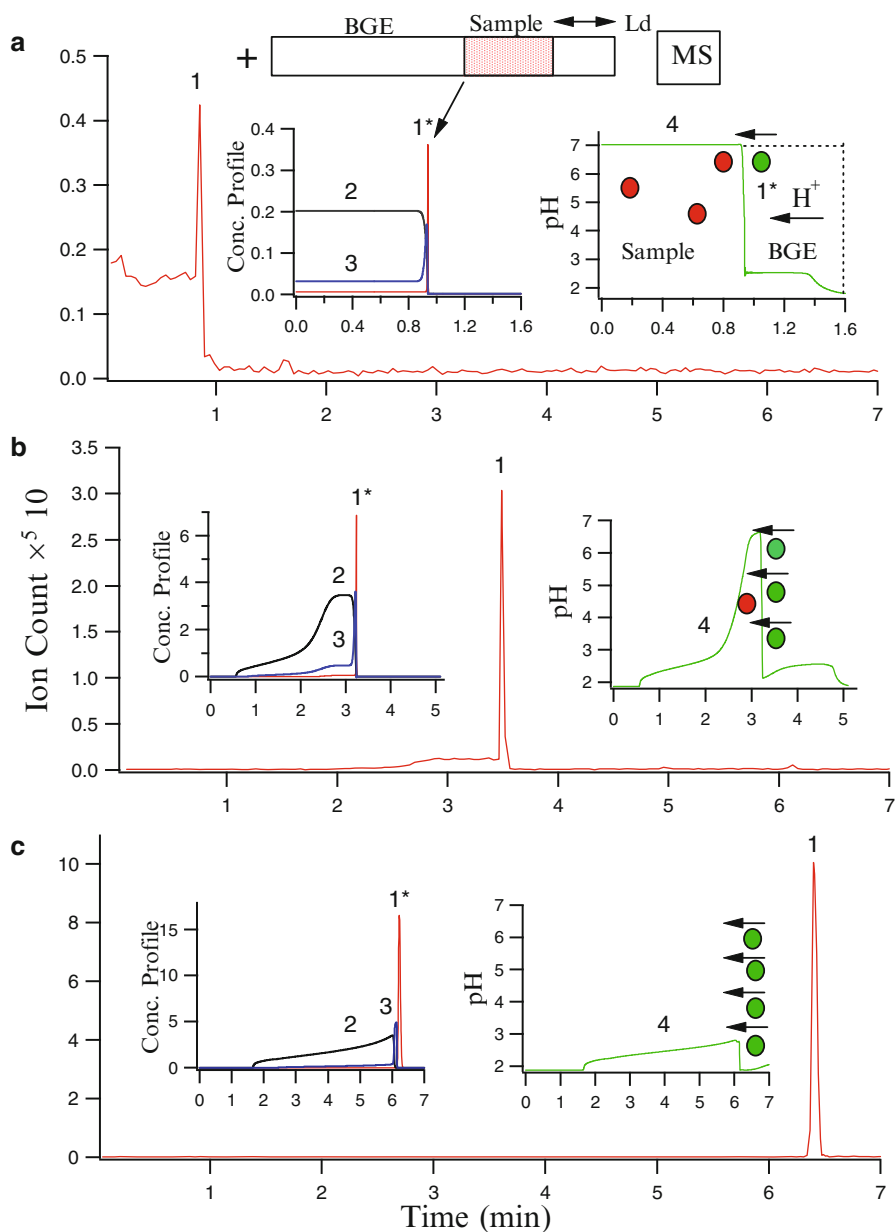 a
BGE
Sample
Ld
+
MS
0.5
0.4
0.3
0.2
0.1
0.0
1
Conc. Profile
0.4
0.3
0.2
0.1
0.0
1*
2
3
0.0 0.4 0.8 1.2 1.6
pH
7
6
5
4
3
2
4
1*
H+
Sample
BGE
0.0 0.4 0.8 1.2 1.6
1 2 3 4 5 6 7
b
Ion Count ×5 10
3.5
3.0
2.5
2.0
1.5
1.0
0.5
0.0
1
Conc. Profile
6
4
2
0
1*
2
3
0 1 2 3 4 5
pH
7
6
5
4
3
2
4
0 1 2 3 4 5
1 2 3 4 5 6 7
c
10
8
6
4
2
0
1
Conc. Profile
15
10
5
0
1*
2
3
0 1 2 3 4 5 6 7
pH
7
6
5
4
3
2
4
0 1 2 3 4 5 6 7
1 2 3 4 5 6 7
Time (min)